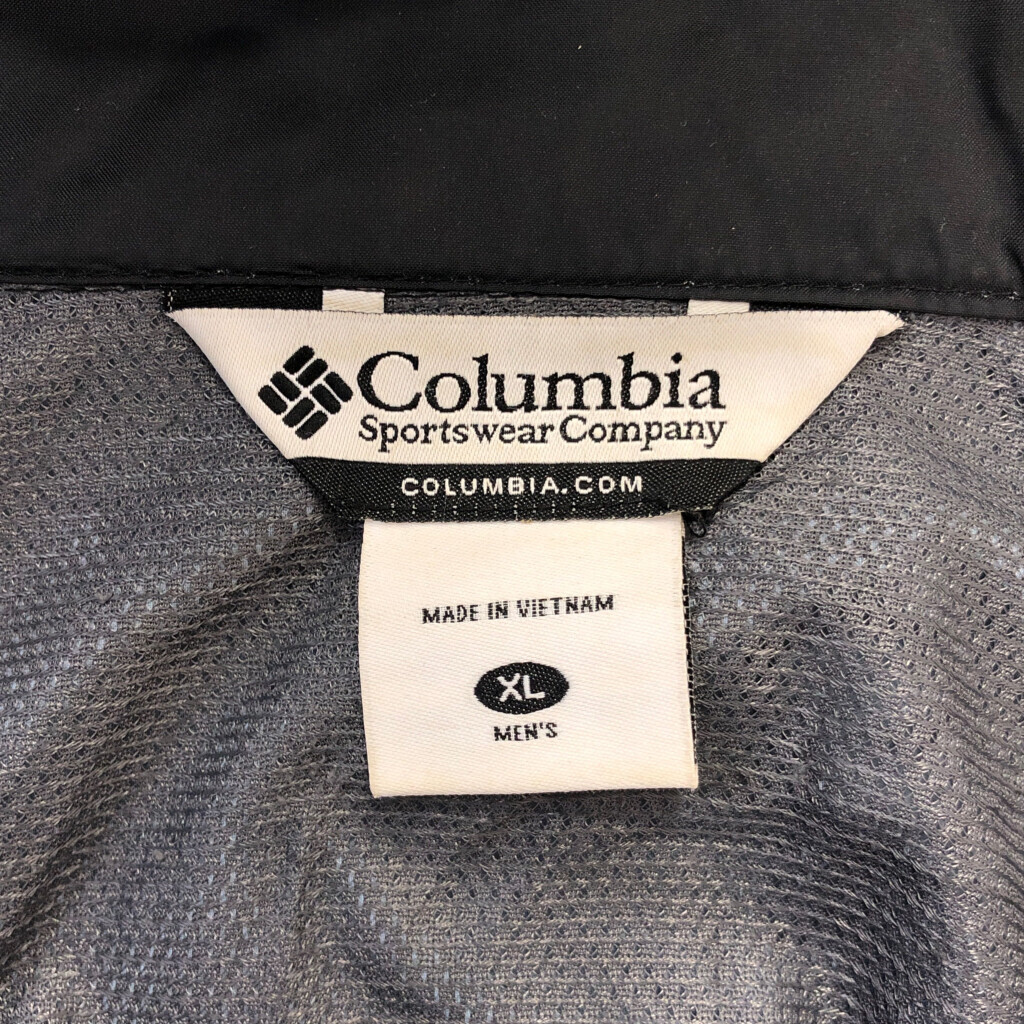 Columbia
Sportswear Company
COLUMBIA.COM
MADE IN VIETNAM
XL
MEN'S